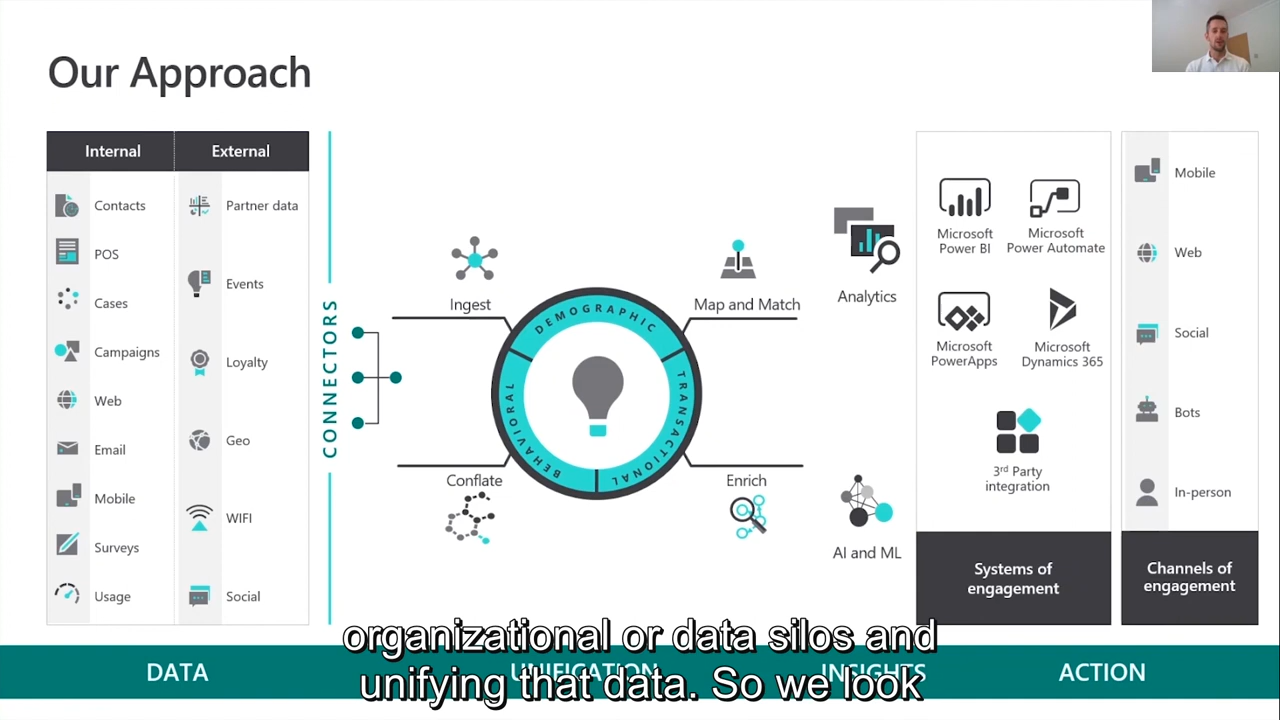 Our Approach
Internal
External
Contacts
POS
Cases
Campaigns
Web
Email
Mobile
Surveys
Usage
Partner data
Events
Loyalty
Geo
WIFI
Social
CONNECTORS
Ingest
Map and Match
Conflate
Enrich
DEMOGRAPHIC
TRANSACTIONAL
BEHAVIORAL
Analytics
AI and ML
Microsoft
Power BI
Microsoft
Power Automate
Microsoft
PowerApps
Microsoft
Dynamics 365
3rd Party
integration
Systems of
engagement
Mobile
Web
Social
Bots
In-person
Channels of
engagement
DATA
UNIFICATION
INSIGHTS
ACTION
organizational or data silos and
unifying that data. So we look